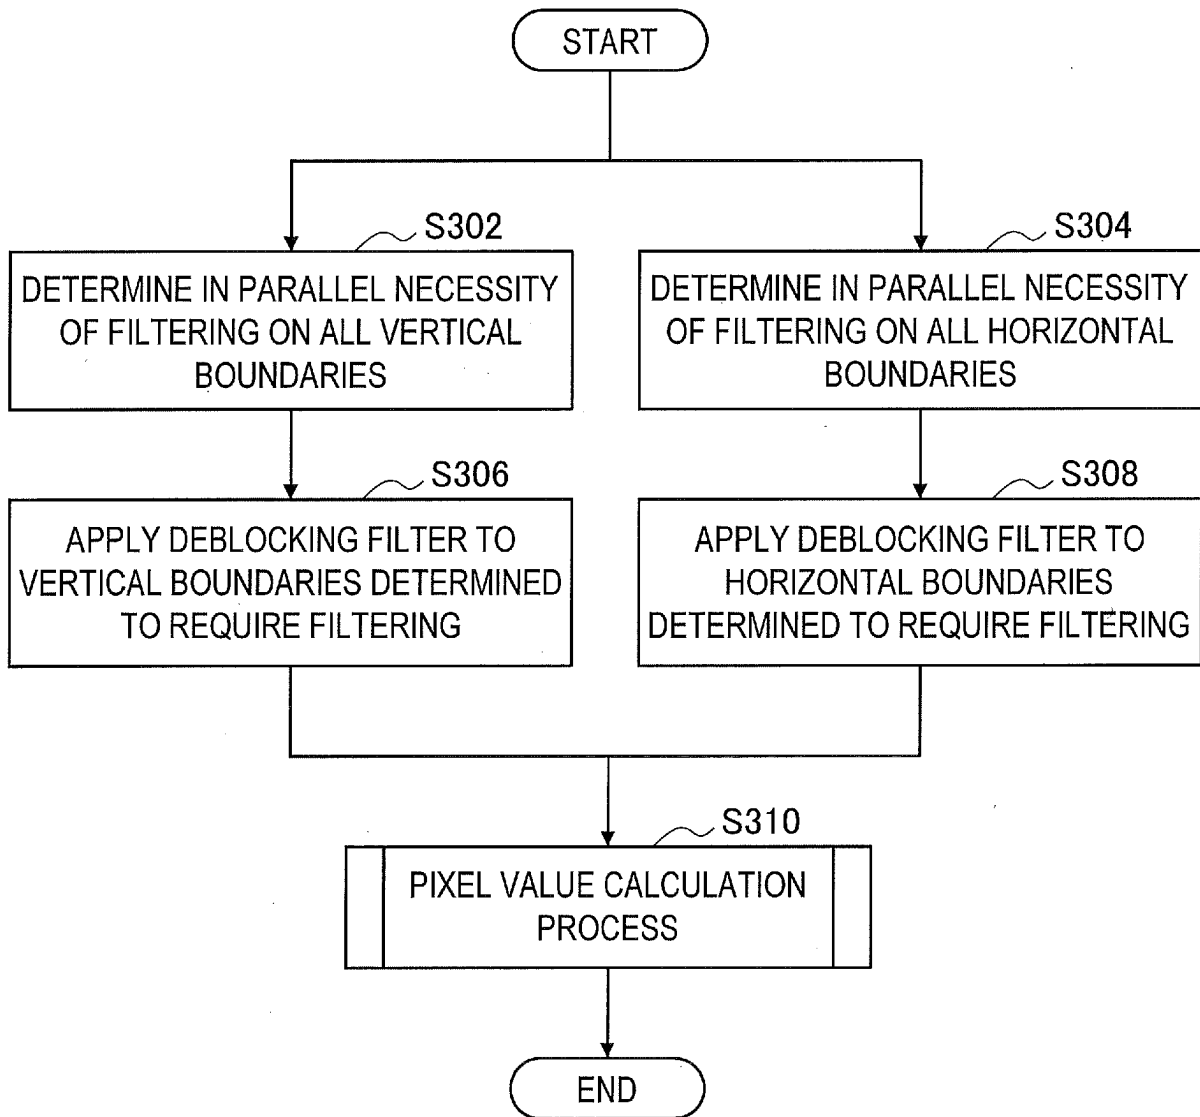 START
S302
DETERMINE IN PARALLEL NECESSITY
OF FILTERING ON ALL VERTICAL
BOUNDARIES
S304
DETERMINE IN PARALLEL NECESSITY
OF FILTERING ON ALL HORIZONTAL
BOUNDARIES
S306
APPLY DEBLOCKING FILTER TO
VERTICAL BOUNDARIES DETERMINED
TO REQUIRE FILTERING
S308
APPLY DEBLOCKING FILTER TO
HORIZONTAL BOUNDARIES
DETERMINED TO REQUIRE FILTERING
S310
PIXEL VALUE CALCULATION
PROCESS
END